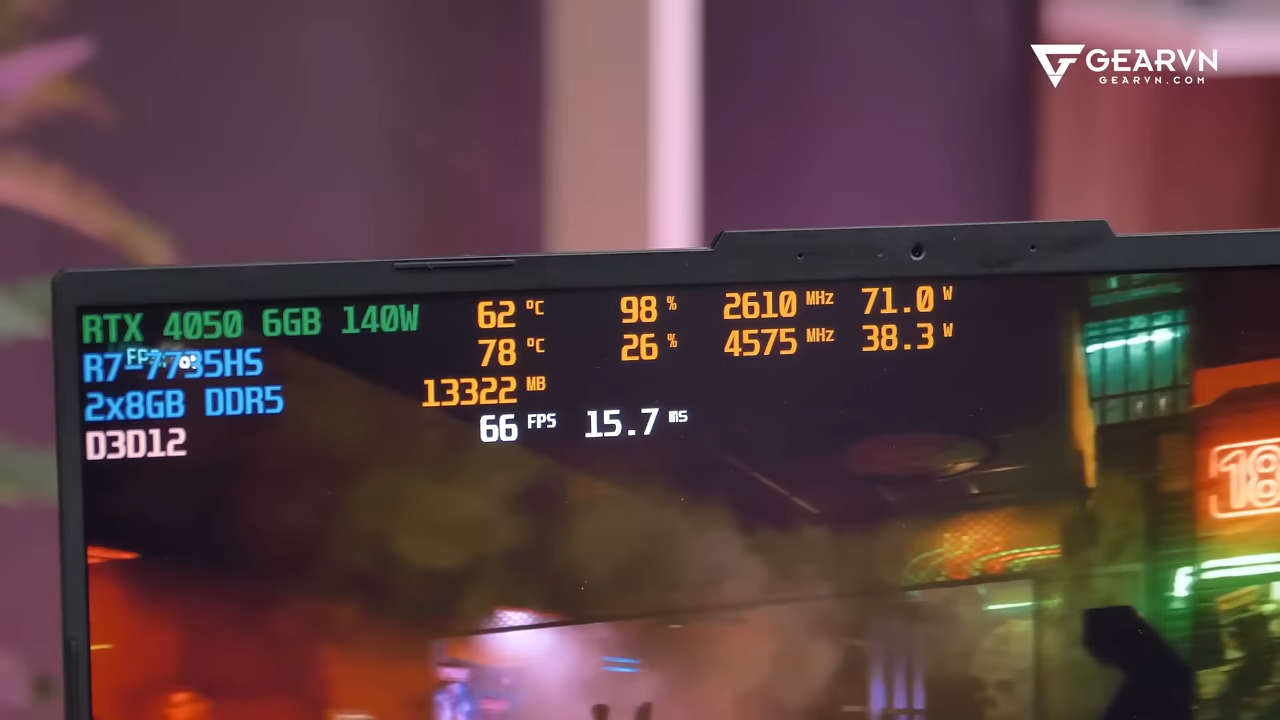 GEARVN
GEARVN.COM
RTX 4050 6GB 140W 62 °C 98 % 2610 MHz 71.0 W
R7-7735HS 78 °C 26 % 4575 MHz 38.3 W
2x8GB DDR5 13322 MB
D3D12 66 FPS 15.7 ms
18